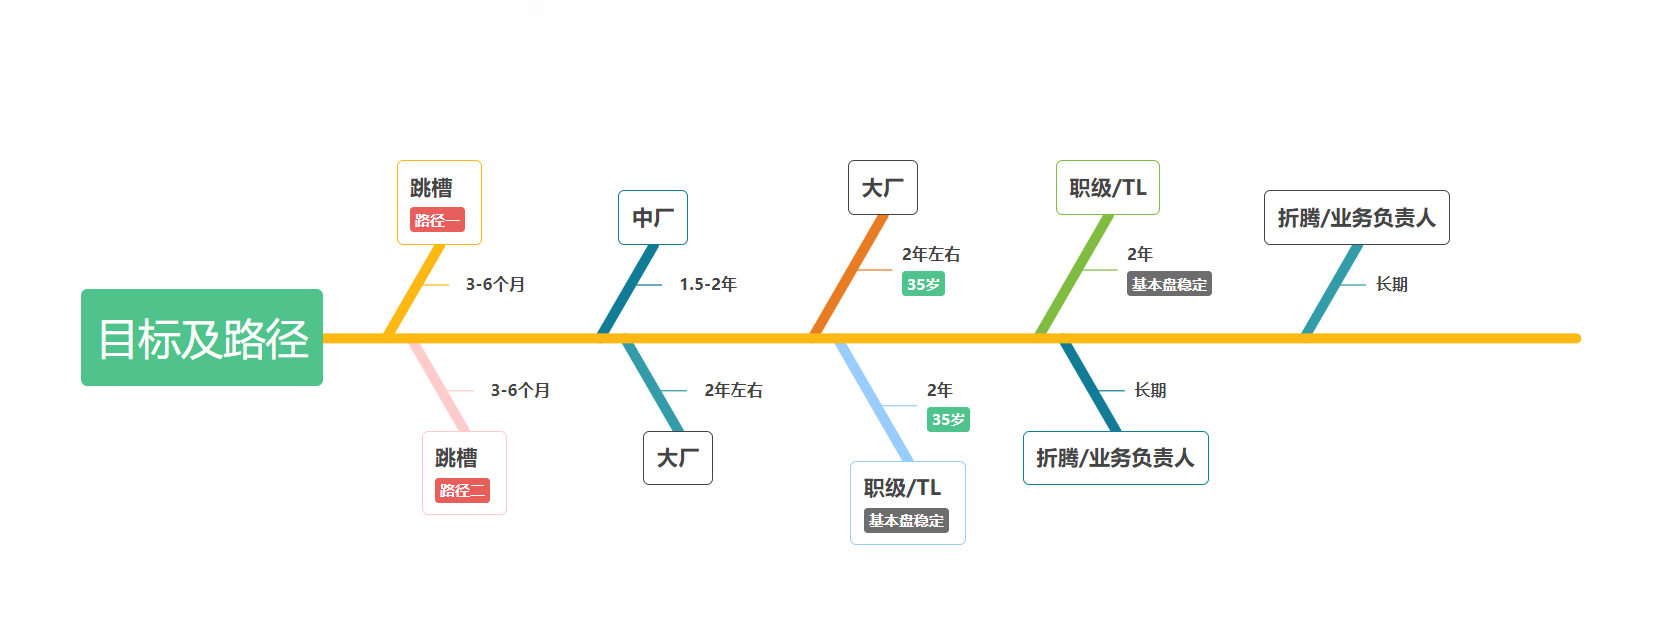 目标及路径
跳槽
路径一
3-6个月
中厂
1.5-2年
大厂
2年左右
35岁
职级/TL
2年
基本盘稳定
折腾/业务负责人
长期
跳槽
路径二
3-6个月
大厂
2年左右
职级/TL
基本盘稳定
2年
35岁
折腾/业务负责人
长期